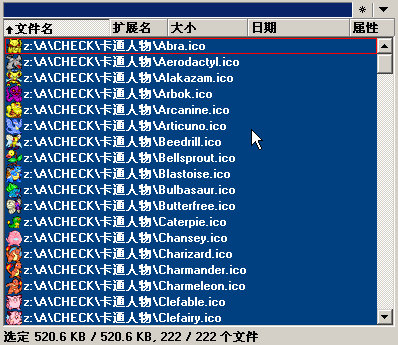 文件名 扩展名 大小 日期 属性
z:\A\CHECK\卡通人物\Abra.ico
z:\A\CHECK\卡通人物\Aerodactyl.ico
z:\A\CHECK\卡通人物\Alakazam.ico
z:\A\CHECK\卡通人物\Arbok.ico
z:\A\CHECK\卡通人物\Arcanine.ico
z:\A\CHECK\卡通人物\Articuno.ico
z:\A\CHECK\卡通人物\Beedrill.ico
z:\A\CHECK\卡通人物\Bellsprout.ico
z:\A\CHECK\卡通人物\Blastoise.ico
z:\A\CHECK\卡通人物\Bulbasaur.ico
z:\A\CHECK\卡通人物\Butterfree.ico
z:\A\CHECK\卡通人物\Caterpie.ico
z:\A\CHECK\卡通人物\Chansey.ico
z:\A\CHECK\卡通人物\Charizard.ico
z:\A\CHECK\卡通人物\Charmander.ico
z:\A\CHECK\卡通人物\Charmeleon.ico
z:\A\CHECK\卡通人物\Clefable.ico
z:\A\CHECK\卡通人物\Clefairy.ico
选定 520.6 KB / 520.6 KB, 222 / 222 个文件